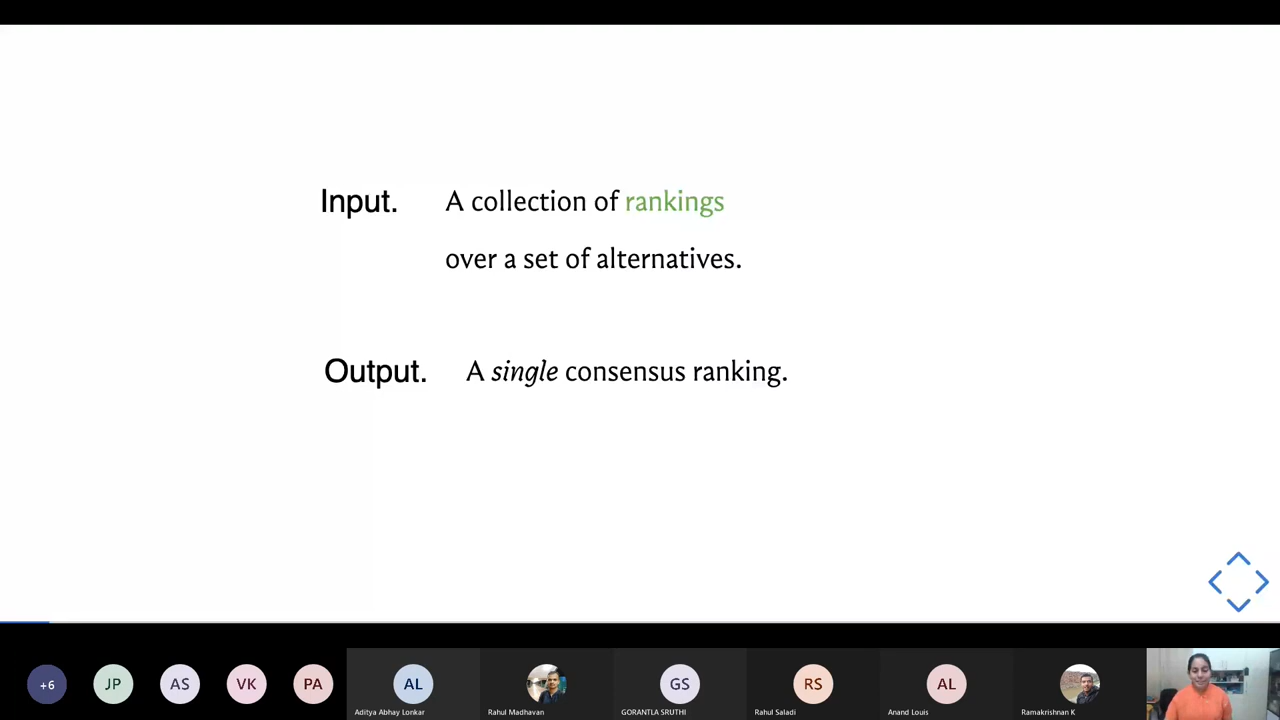 Input. A collection of rankings
over a set of alternatives.
Output. A single consensus ranking.
+6 JP AS VK PA AL GS RS AL
Aditya Abhay Lonkar Rahul Madhavan GORANTLA SRUTHI Rahul Saladi Anand Louis Ramakrishnan K